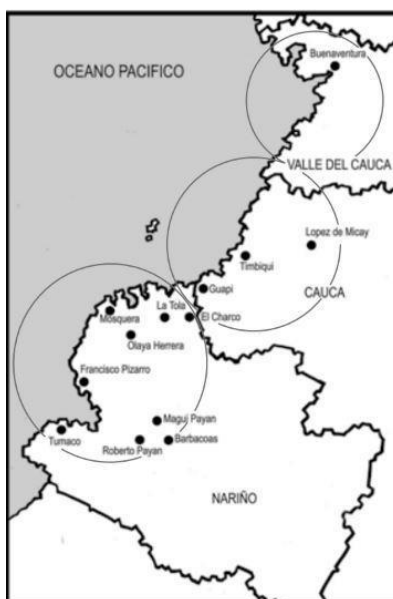 Buenaventura
OCEANO PACIFICO
VALLE DEL CAUCA
Lopez de Micay
Timbiqui
Guapi
CAUCA
La Tola
Mosquera
El Charco
Olaya Herrera
Francisco Pizarro
Maguj Payan
Tumaco
Roberto Payan
Barbacoas
NARIÑO